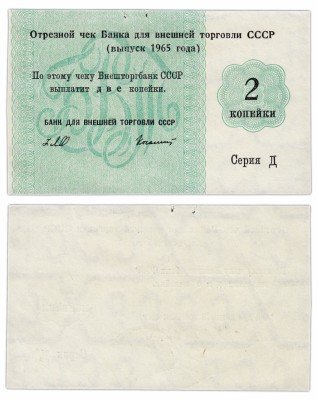 Отрезной чек Банка для внешней торговли СССР
(выпуск 1965 года)
По этому чеку Внешторгбанк СССР
выплатит две копейки.
БАНК ДЛЯ ВНЕШНЕЙ ТОРГОВЛИ СССР
2
КОПЕЙКИ
Серия Д